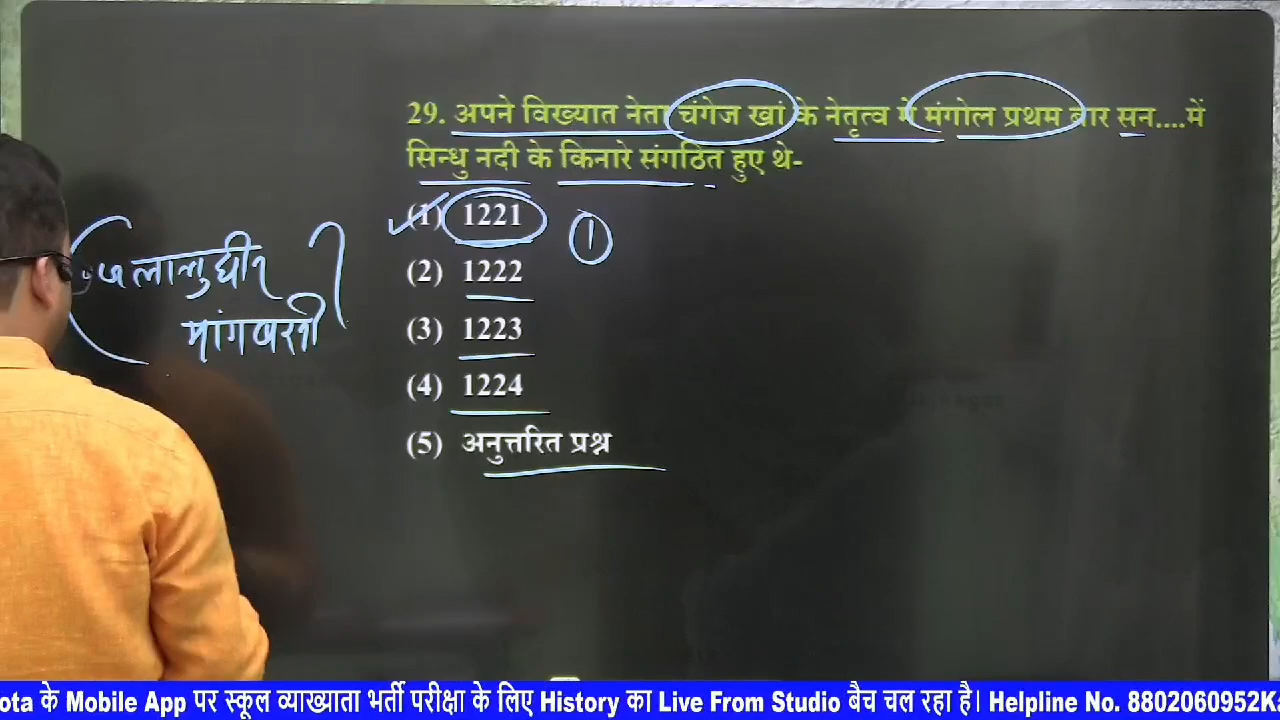 29. अपने विख्यात नेता चंगेज खां के नेतृत्व मे मंगोल प्रथम बार सन....में
सिन्धु नदी के किनारे संगठित हुए थे-
(1) 1221
(2) 1222
(3) 1223
(4) 1224
(5) अनुत्तरित प्रश्न
1
जलालुद्दीन
मांगबरनी
ota के Mobile App पर स्कूल व्याख्याता भर्ती परीक्षा के लिए History का Live From Studio बैच चल रहा है। Helpline No. 8802060952K.